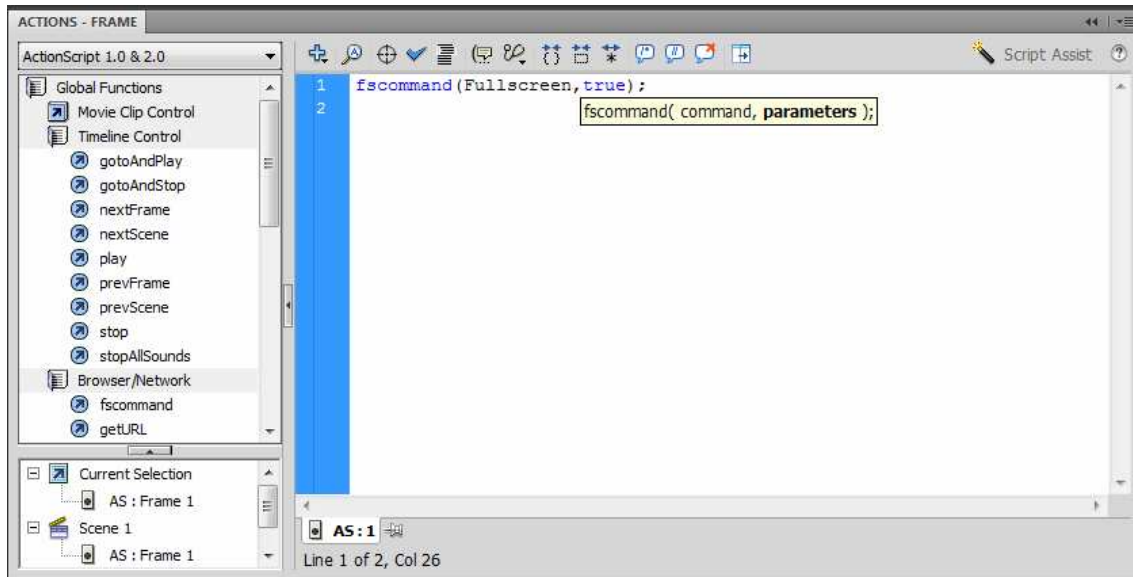 ACTIONS - FRAME
ActionScript 1.0 & 2.0
Script Assist
Global Functions
Movie Clip Control
Timeline Control
gotoAndPlay
gotoAndStop
nextFrame
nextScene
play
prevFrame
prevScene
stop
stopAllSounds
Browser/Network
fscommand
getURL
Current Selection
AS : Frame 1
Scene 1
AS : Frame 1
1 fscommand(Fullscreen,true);
2
fscommand( command, parameters );
AS : 1
Line 1 of 2, Col 26